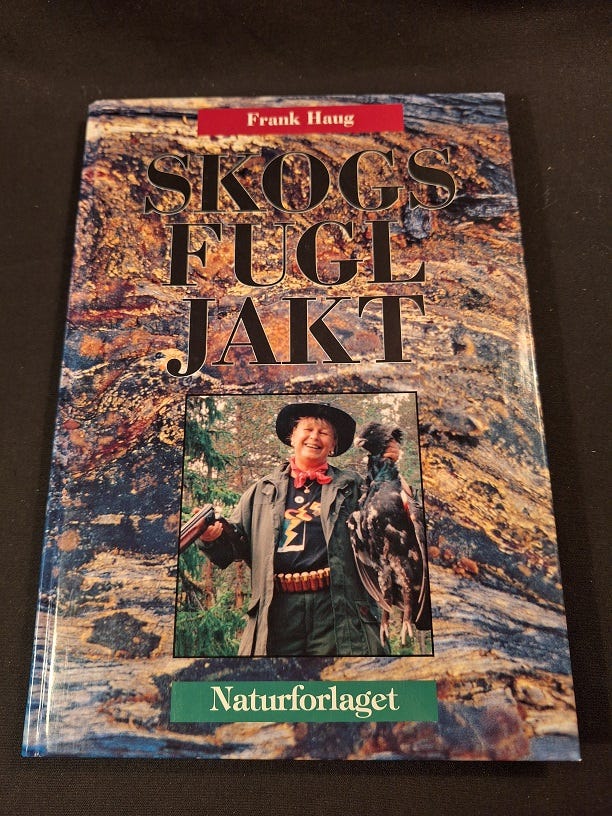 Frank Haug
SKOGS
FUGL
JAKT
Naturforlaget